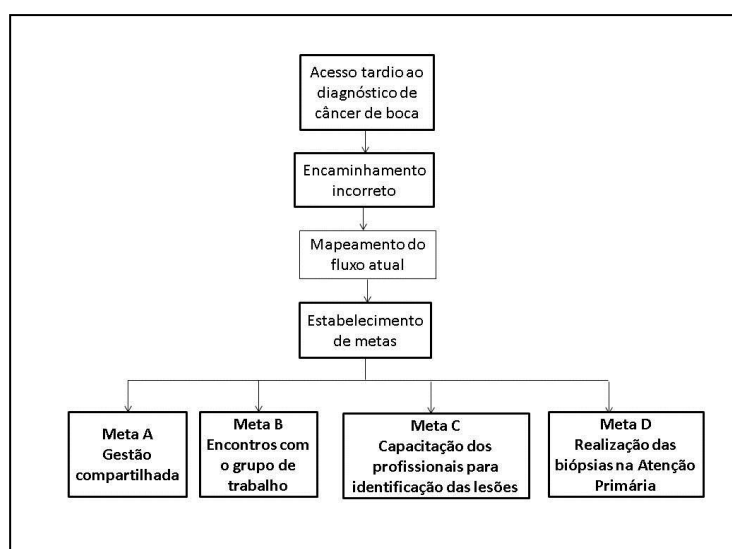 Acesso tardio ao
diagnóstico de
câncer de boca
Encaminhamento
incorreto
Mapeamento do
fluxo atual
Estabelecimento
de metas
Meta A
Gestão
compartilhada
Meta B
Encontros com
o grupo de
trabalho
Meta C
Capacitação dos
profissionais para
identificação das lesões
Meta D
Realização das
biópsias na Atenção
Primária